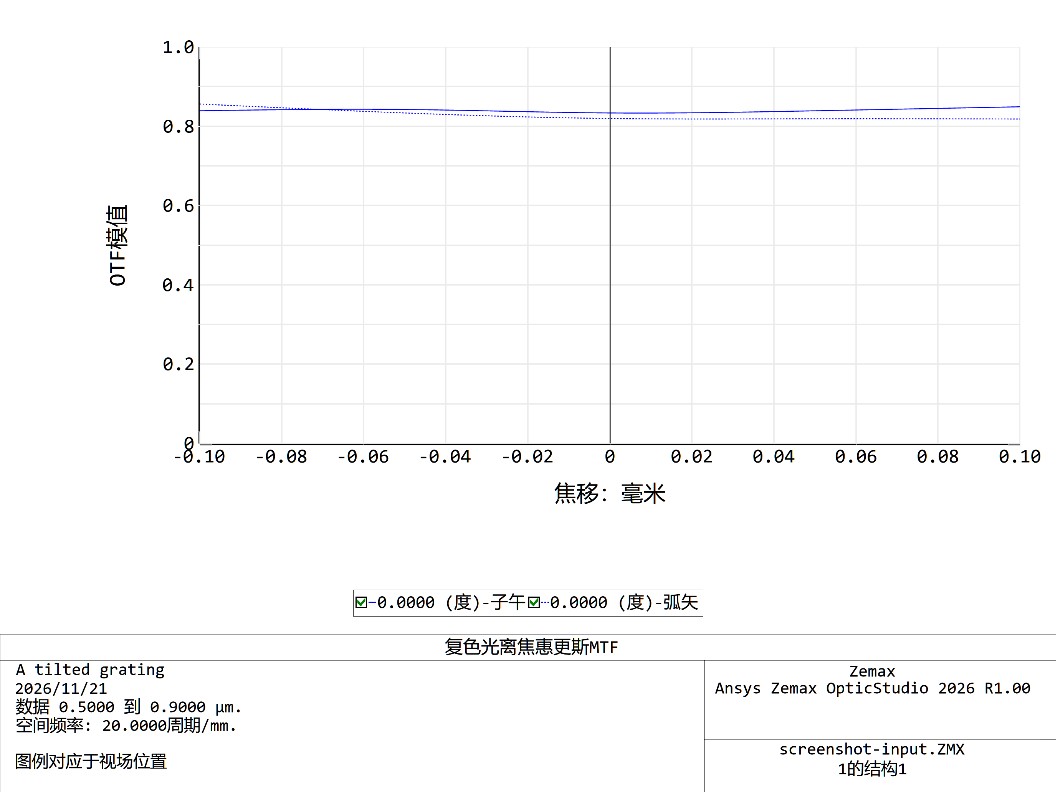 1.0
0.8
0.6
0.4
0.2
0
OTF模值
-0.10 -0.08 -0.06 -0.04 -0.02 0 0.02 0.04 0.06 0.08 0.10
焦移: 毫米
0.0000 (度)-子午 0.0000 (度)-弧矢
复色光离焦惠更斯MTF
A tilted grating
2026/11/21
数据 0.5000 到 0.9000 µm.
空间频率: 20.0000周期/mm.
图例对应于视场位置
Zemax
Ansys Zemax OpticStudio 2026 R1.00
screenshot-input.ZMX
1的结构1